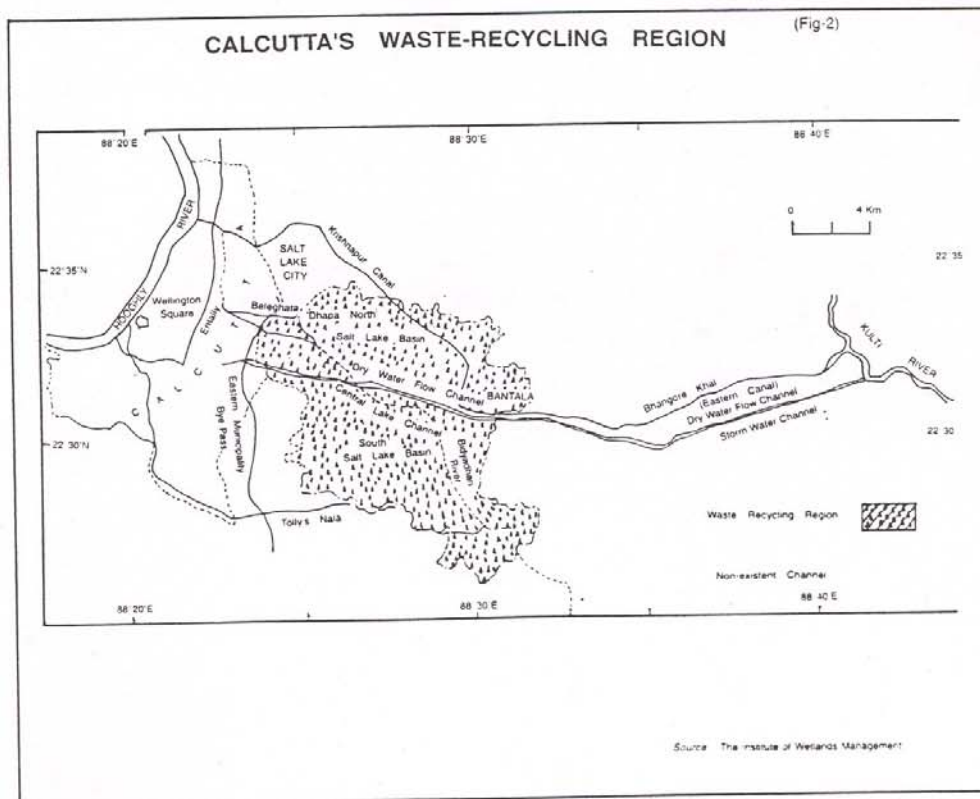 (Fig-2)
CALCUTTA'S WASTE-RECYCLING REGION
88°20'E
88°30'E
88°40'E
HOOGHLY RIVER
0 4 Km
SALT
LAKE
CITY
Krishnapur Canal
22°35'N
22°35
Wellington
Square
Entally
CALCUTTA
Beleghata
Dhapa North
Salt Lake Basin
Dry Water Flow Channel
BANTALA
KULTI RIVER
Bhangore Khal
(Eastern Canal)
Dry Water Flow Channel
Storm Water Channel
Central Lake Channel
Eastern Municipality
Bye Pass
22°30'N
22°30
South
Salt Lake Basin
Bidyadhari
River
Tolly's Nala
Waste Recycling Region
Non-existent Channel
88°20'E
88°30'E
88°40'E
Source The Institute of Wetlands Management